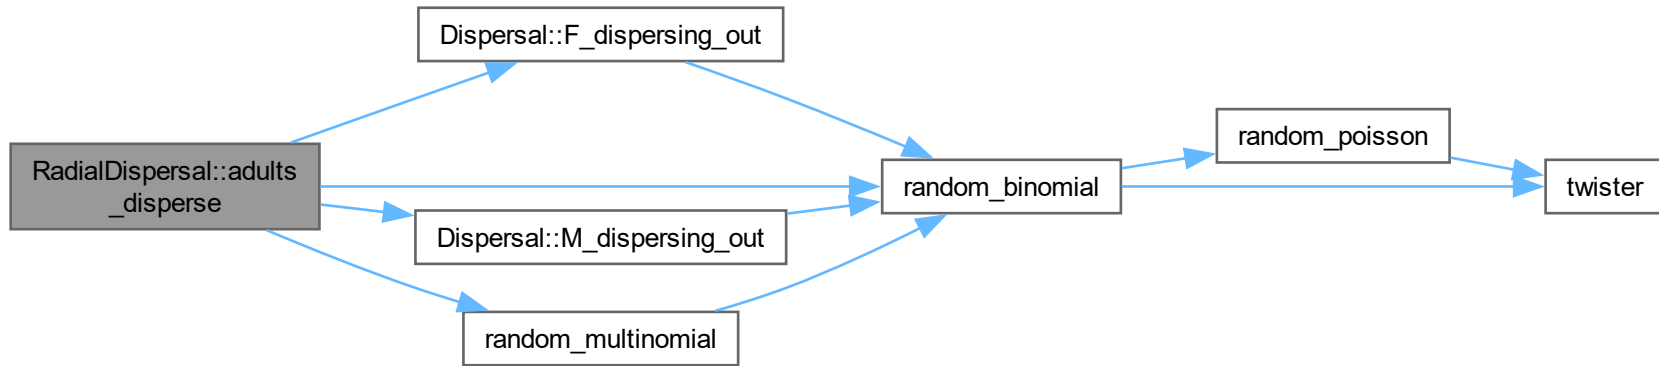 Dispersal::F_dispersing_out
RadialDispersal::adults
_disperse
random_binomial
Dispersal::M_dispersing_out
random_multinomial
random_poisson
twister